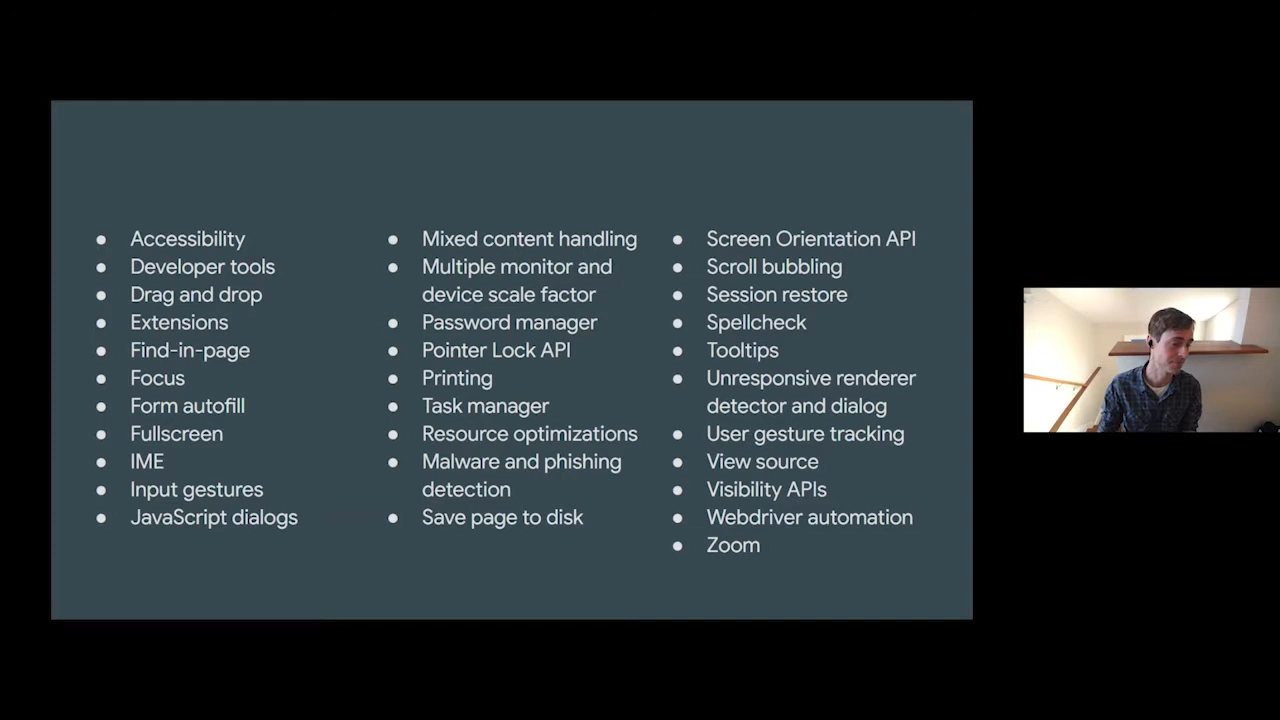 Accessibility
Developer tools
Drag and drop
Extensions
Find-in-page
Focus
Form autofill
Fullscreen
IME
Input gestures
JavaScript dialogs
Mixed content handling
Multiple monitor and
device scale factor
Password manager
Pointer Lock API
Printing
Task manager
Resource optimizations
Malware and phishing
detection
Save page to disk
Screen Orientation API
Scroll bubbling
Session restore
Spellcheck
Tooltips
Unresponsive renderer
detector and dialog
User gesture tracking
View source
Visibility APIs
Webdriver automation
Zoom